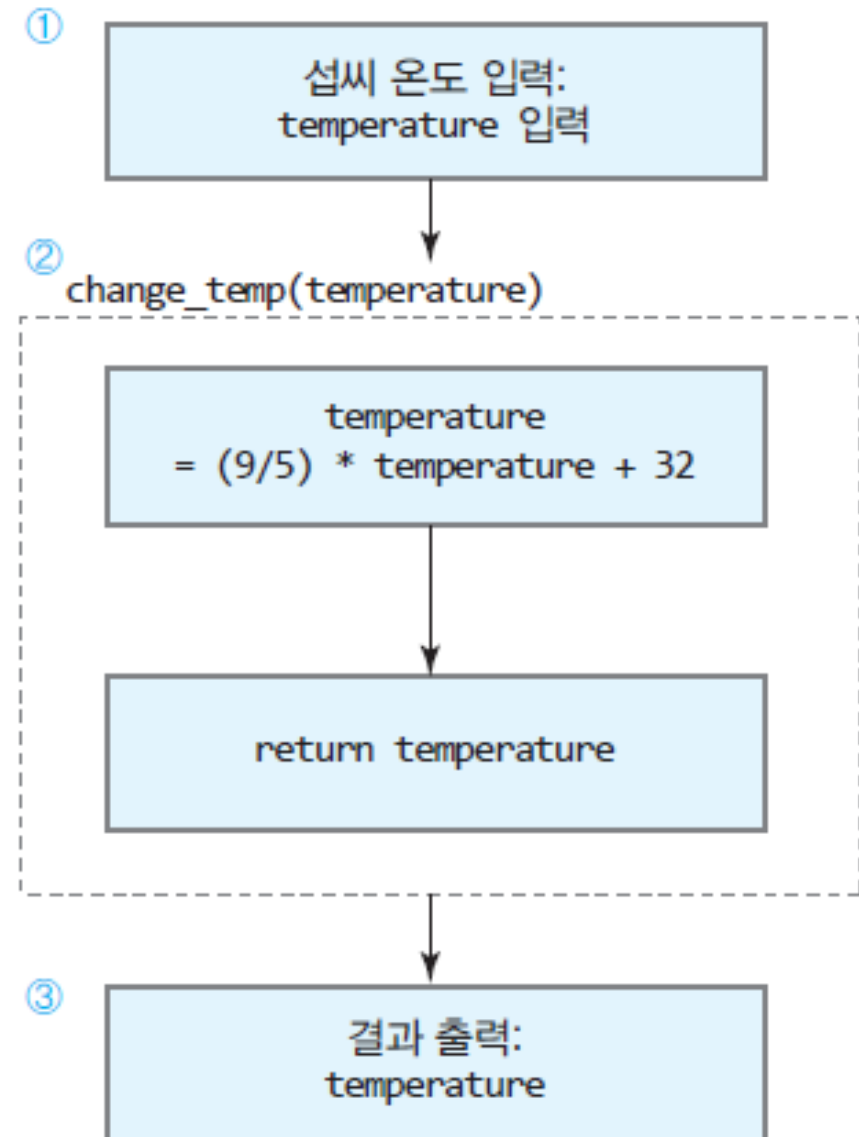 ①
섭씨 온도 입력:
temperature 입력
②
change_temp(temperature)
temperature
= (9/5) * temperature + 32
return temperature
③
결과 출력:
temperature